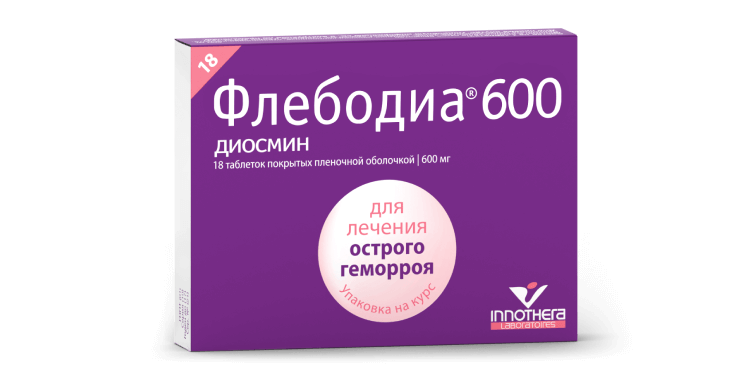 18
Флебодиа® 600
ДИОСМИН
18 таблеток покрытых пленочной оболочкой | 600 мг
для
лечения
острого
геморроя
Упаковка на курс
INNOTHERA
LABORATOIRES